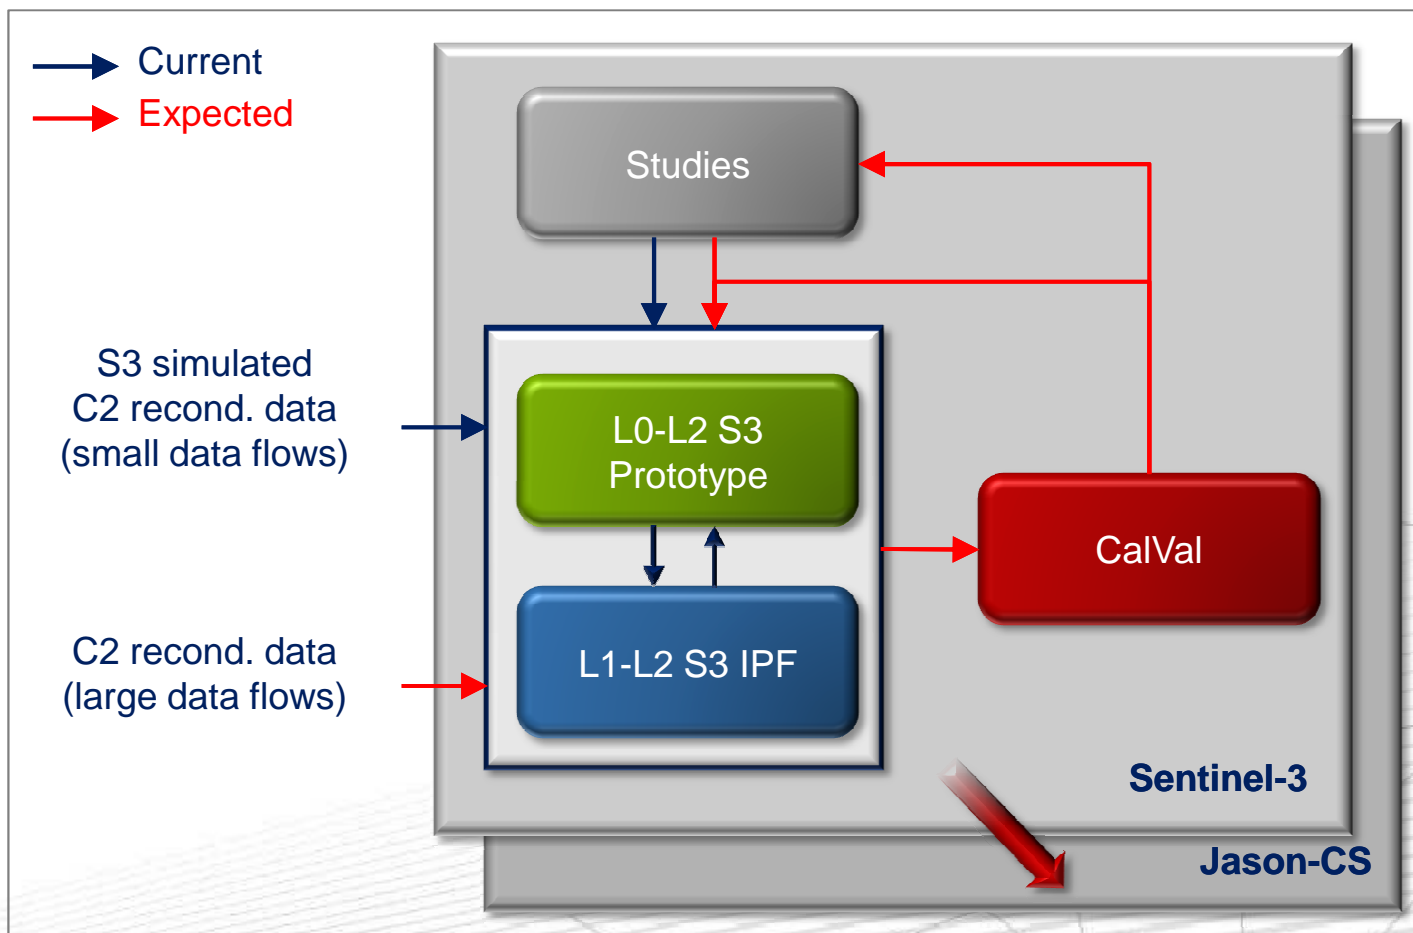 Current
Expected
Studies
S3 simulated
C2 recond. data
(small data flows)
L0-L2 S3
Prototype
CalVal
C2 recond. data
(large data flows)
L1-L2 S3 IPF
Sentinel-3
Jason-CS